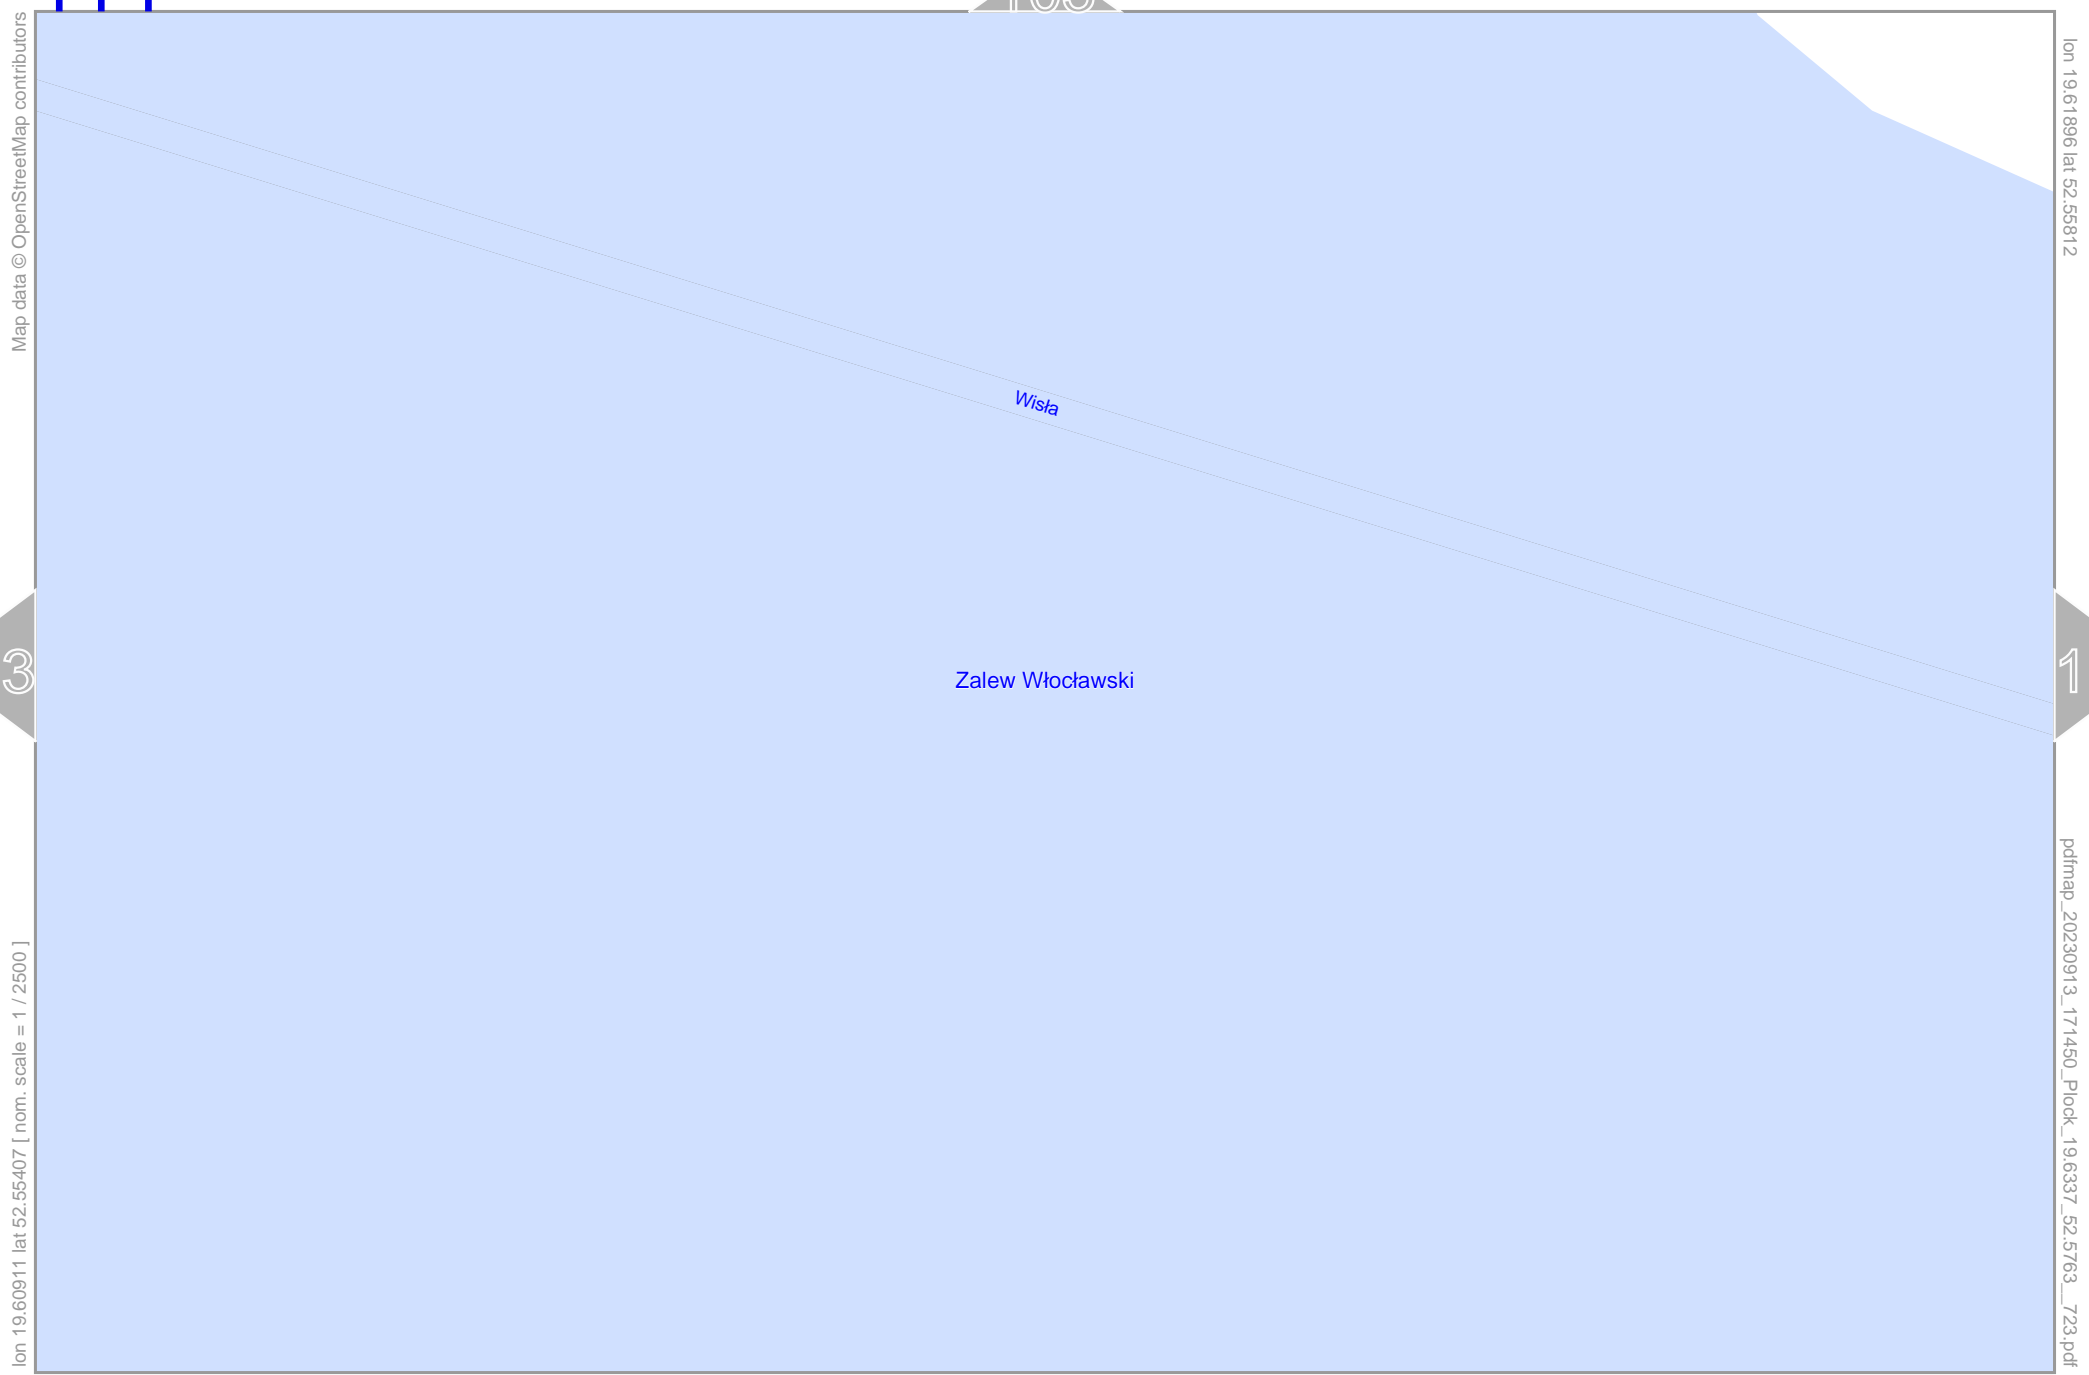 Map data © OpenStreetMap contributors
lon 19.61896 lat 52.55812
Wisła
3
Zalew Włocławski
1
lon 19.60911 lat 52.55407 [ nom. scale = 1 / 2500 ]
pdfmap_20230913_171450_Plock_19.6337_52.5763__723.pdf